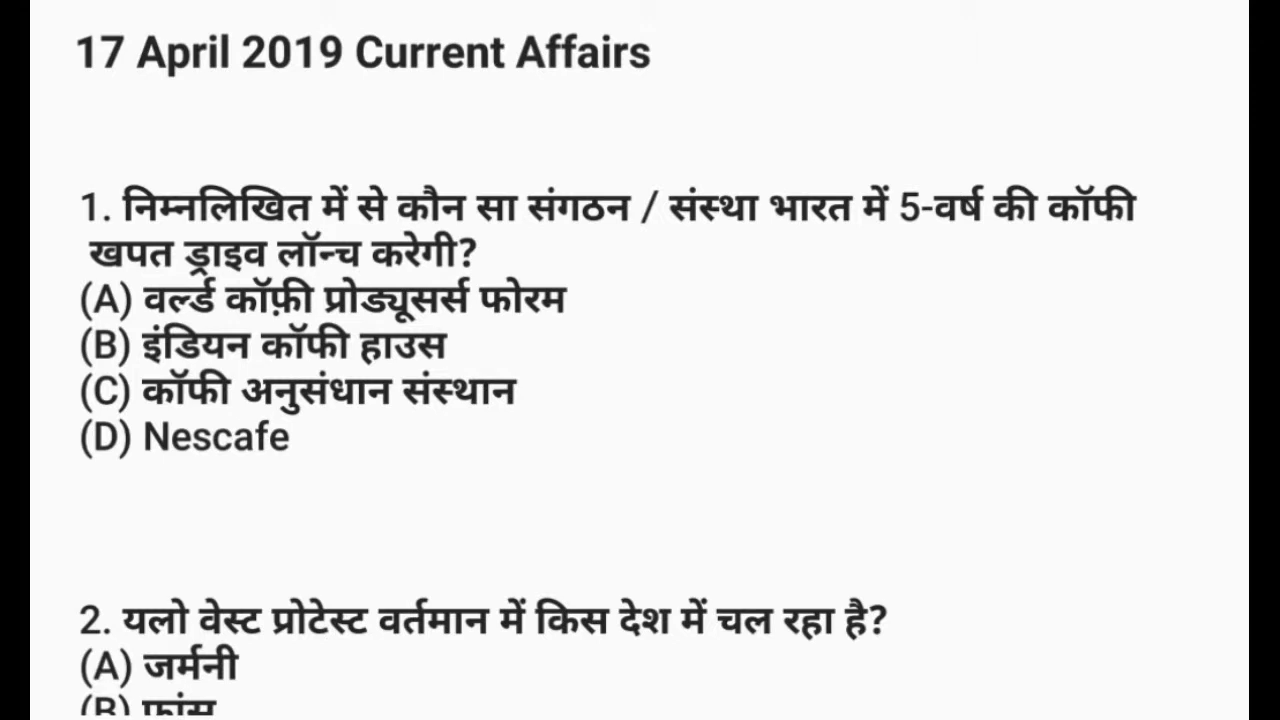 17 April 2019 Current Affairs
1. निम्नलिखित में से कौन सा संगठन / संस्था भारत में 5-वर्ष की कॉफी
खपत ड्राइव लॉन्च करेगी?
(A) वर्ल्ड कॉफ़ी प्रोड्यूसर्स फोरम
(B) इंडियन कॉफी हाउस
(C) कॉफी अनुसंधान संस्थान
(D) Nescafe
2. यलो वेस्ट प्रोटेस्ट वर्तमान में किस देश में चल रहा है?
(A) जर्मनी
(B) फ्रांस